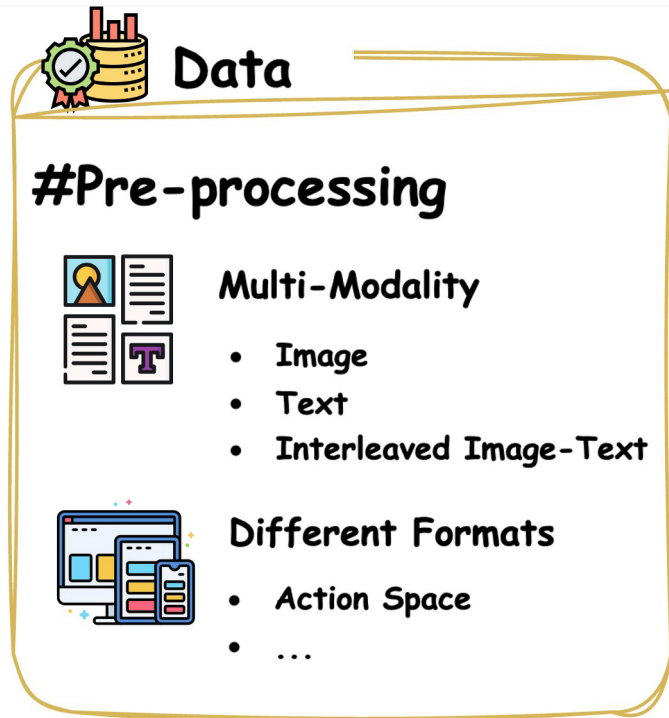 Data
#Pre-processing
Multi-Modality
• Image
• Text
• Interleaved Image-Text
T
Different Formats
• Action Space
• ...